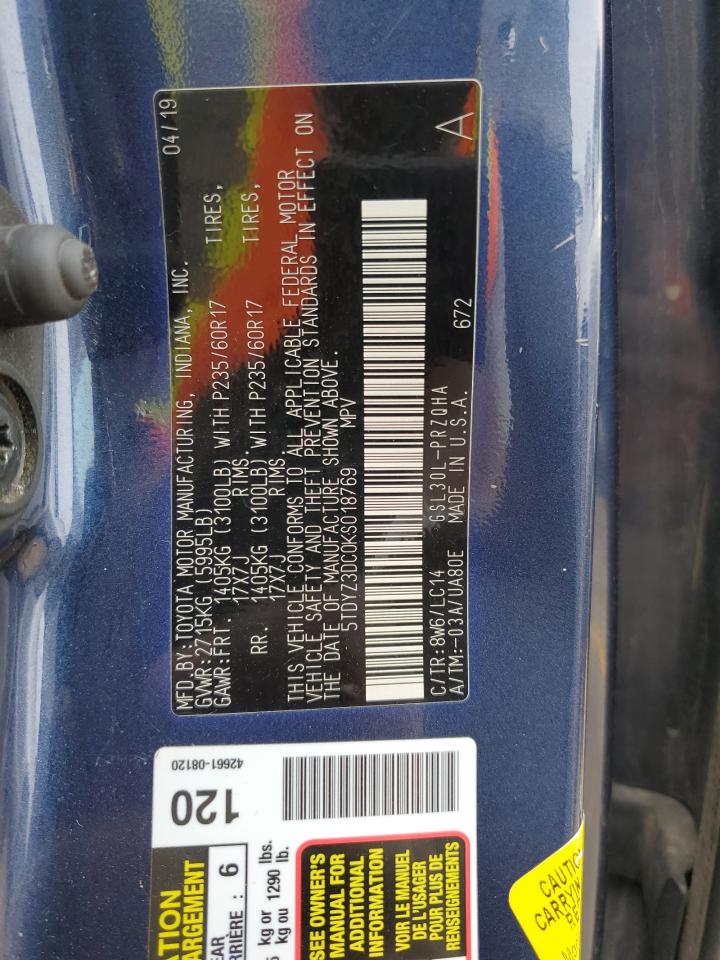 MFD.BY:TOYOTA MOTOR MANUFACTURING, INDIANA, INC. 04/19
GVWR:2715KG (5995LB)
GAWR:FRT. 1405KG (3100LB) WITH P235/60R17 TIRES,
17X7J RIMS.
RR. 1405KG (3100LB) WITH P235/60R17 TIRES,
17X7J RIMS.
THIS VEHICLE CONFORMS TO ALL APPLICABLE FEDERAL MOTOR
VEHICLE SAFETY AND THEFT PREVENTION STANDARDS IN EFFECT ON
THE DATE OF MANUFACTURE SHOWN ABOVE.
5TDYZ3DC0KS018769 MPV
C/TR:8W6/LC14 GSL30L-PRZQHA 672 A
A/TM:-03A/UA80E MADE IN U.S.A.
42661-08120
120
ARGEMENT
RRIÈRE : 6
kg or 1290 lbs.
kg ou lb.
SEE OWNER'S
MANUAL FOR
ADDITIONAL
INFORMATION
VOIR LE MANUEL
DE L'USAGER
POUR PLUS DE
RENSEIGNEMENTS
CAUTIO
CARRYIN